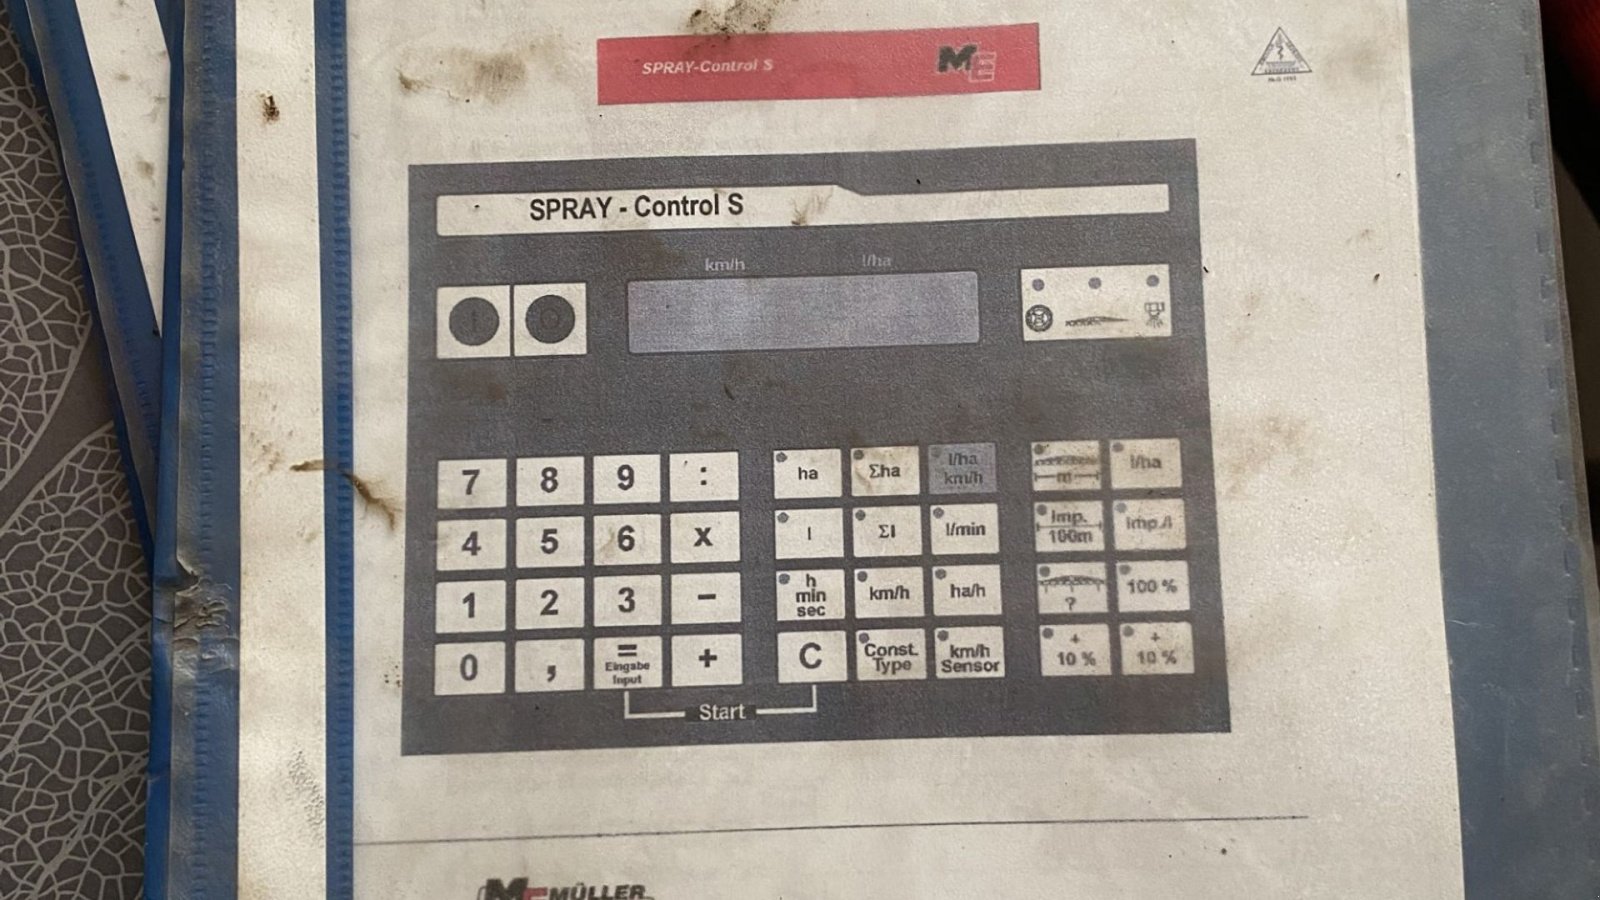 SPRAY-Control S
ME
SPRAY - Control S
km/h l/ha
7 8 9 : ha Σha l/ha km/h m l/ha
4 5 6 x l Σl l/min Imp. 100m Imp./l
1 2 3 − h min sec km/h ha/h ? 100 %
0 , = Eingabe Input + C Const. Type km/h Sensor 10 % + 10 %
Start
ME MÜLLER